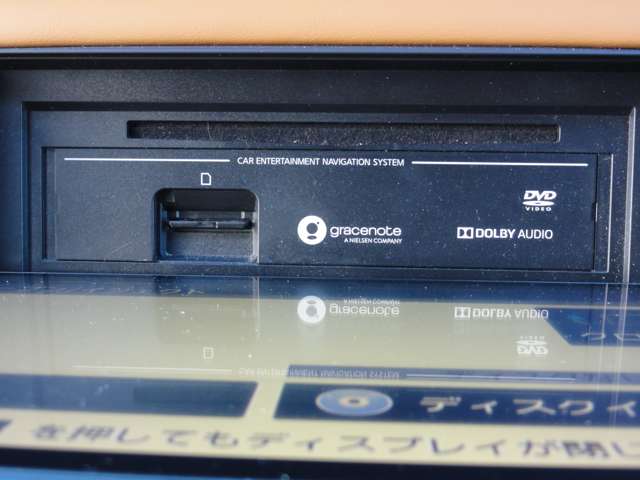 CAR ENTERTAINMENT NAVIGATION SYSTEM
DVD
VIDEO
gracenote
A NIELSEN COMPANY
DOLBY AUDIO
ディスク
を押してもディスプレイが閉じ